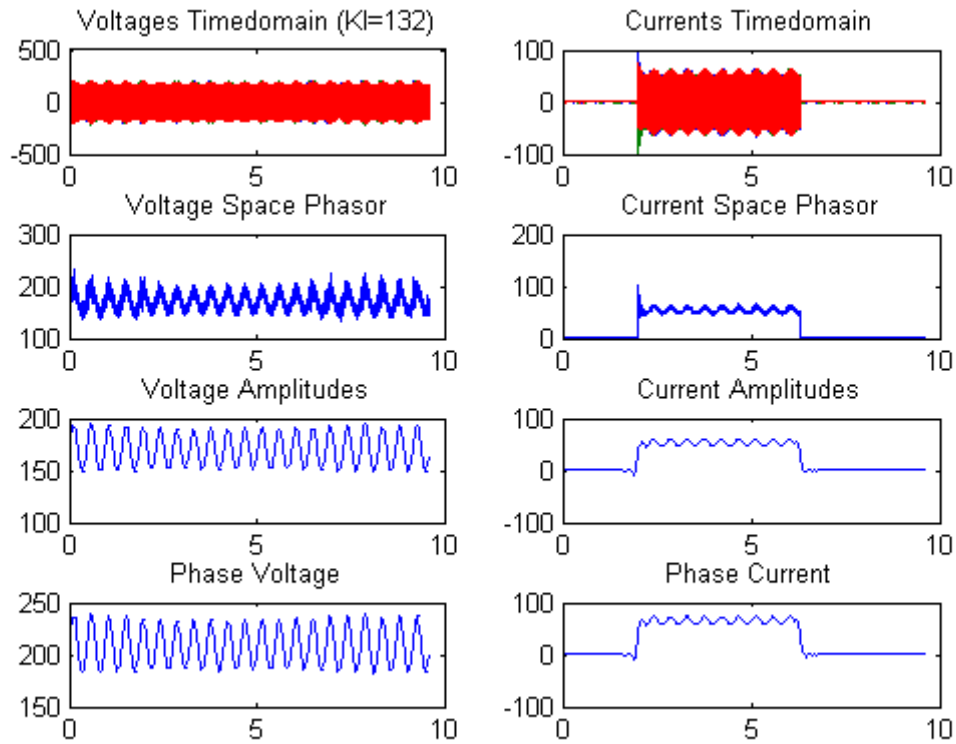 Voltages Timedomain (KI=132)
500
0
-500
0 5 10
Currents Timedomain
100
0
-100
0 5 10
Voltage Space Phasor
300
200
100
0 5 10
Current Space Phasor
200
100
0
0 5 10
Voltage Amplitudes
200
150
100
0 5 10
Current Amplitudes
100
0
-100
0 5 10
Phase Voltage
250
200
150
0 5 10
Phase Current
100
0
-100
0 5 10